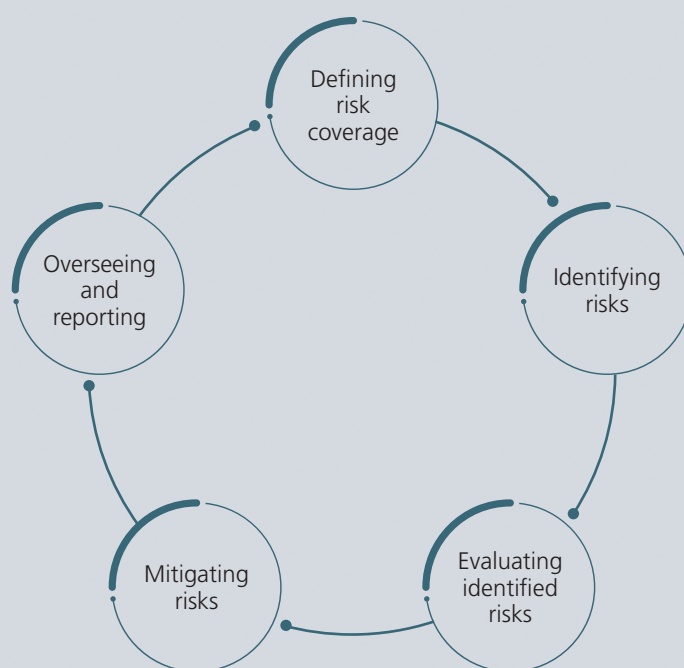 Defining
risk
coverage
Identifying
risks
Evaluating
identified
risks
Mitigating
risks
Overseeing
and
reporting